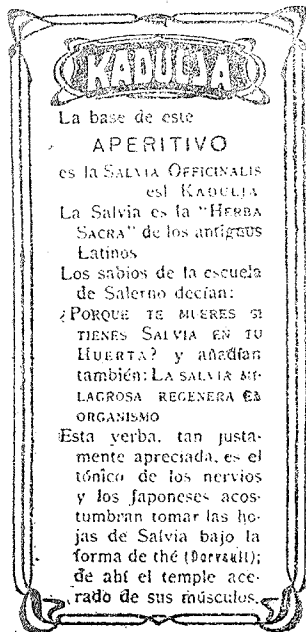 KADULJA
La base de este
APERITIVO
es la SALVIA OFFICINALIS
est KADULJA
La Salvia es la "HERBA
SACRA" de los antiguos
Latinos
Los sabios de la escuela
de Salerno decían:
¿PORQUE TE MUERES SI
TIENES SALVIA EN TU
HUERTA? y añadían
también: LA SALVIA MI-
LAGROSA REGENERA EL
ORGANISMO
Esta yerba, tan justa-
mente apreciada, es el
tónico de los nervios
y los Japoneses acos-
tumbran tomar las ho-
jas de Salvia bajo la
forma de thé (Dorvault);
de ahí el temple ace-
rado de sus músculos.